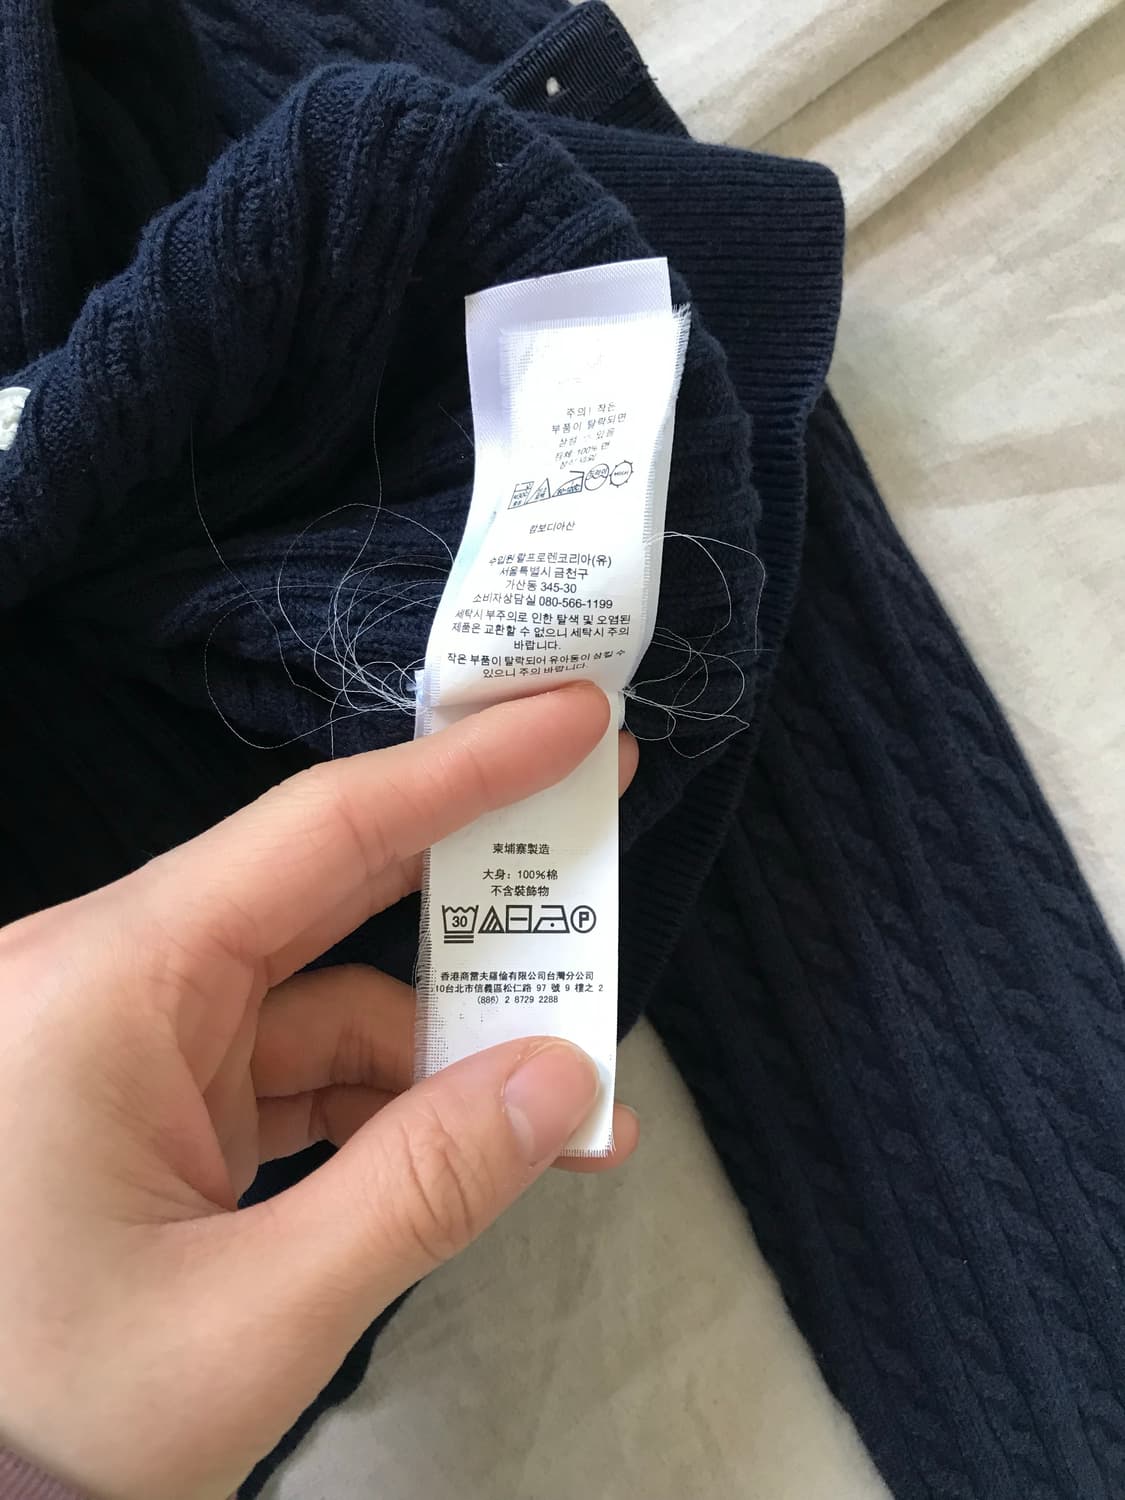 주의! 작은
부품이 탈락되면
삼킬 수 있음
전체 100% 면
캄보디아산
수입원 랄프로렌코리아(유)
서울특별시 금천구
가산동 345-30
소비자상담실 080-566-1199
세탁시 부주의로 인한 탈색 및 오염된
제품은 교환할 수 없으니 세탁시 주의
바랍니다.
작은 부품이 탈락되어 유아동이 삼킬 수
있으니 주의 바랍니다.
柬埔寨製造
大身: 100%棉
不含裝飾物
30 P
香港商雷夫羅倫有限公司台灣分公司
10台北市信義區松仁路 97 號 9 樓之 2
(886) 2 8729 2288